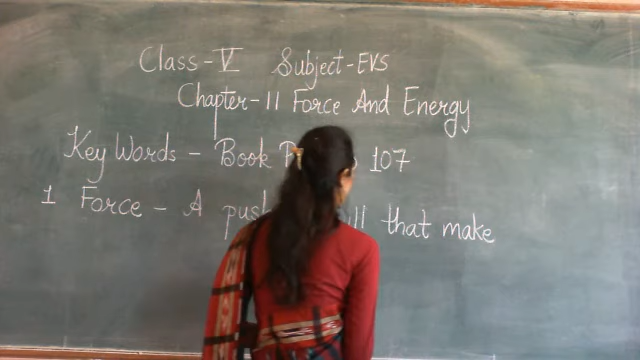 Class-V Subject-EVS
Chapter-11 Force And Energy
Key Words - Book 107
1 Force - A that make